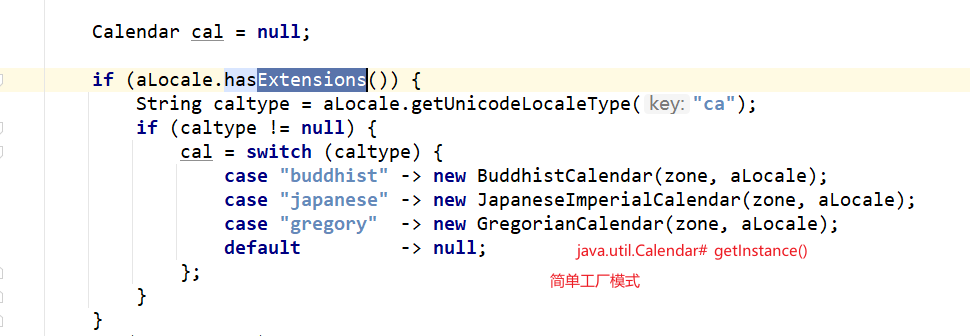 Calendar cal = null;
if (aLocale.hasExtensions()) {
String caltype = aLocale.getUnicodeLocaleType( key: "ca");
if (caltype != null) {
cal = switch (caltype) {
case "buddhist" -> new BuddhistCalendar(zone, aLocale);
case "japanese" -> new JapaneseImperialCalendar(zone, aLocale);
case "gregory"  -> new GregorianCalendar(zone, aLocale);
default         -> null;
java.util.Calendar# getInstance()
};
简单工厂模式
}
}